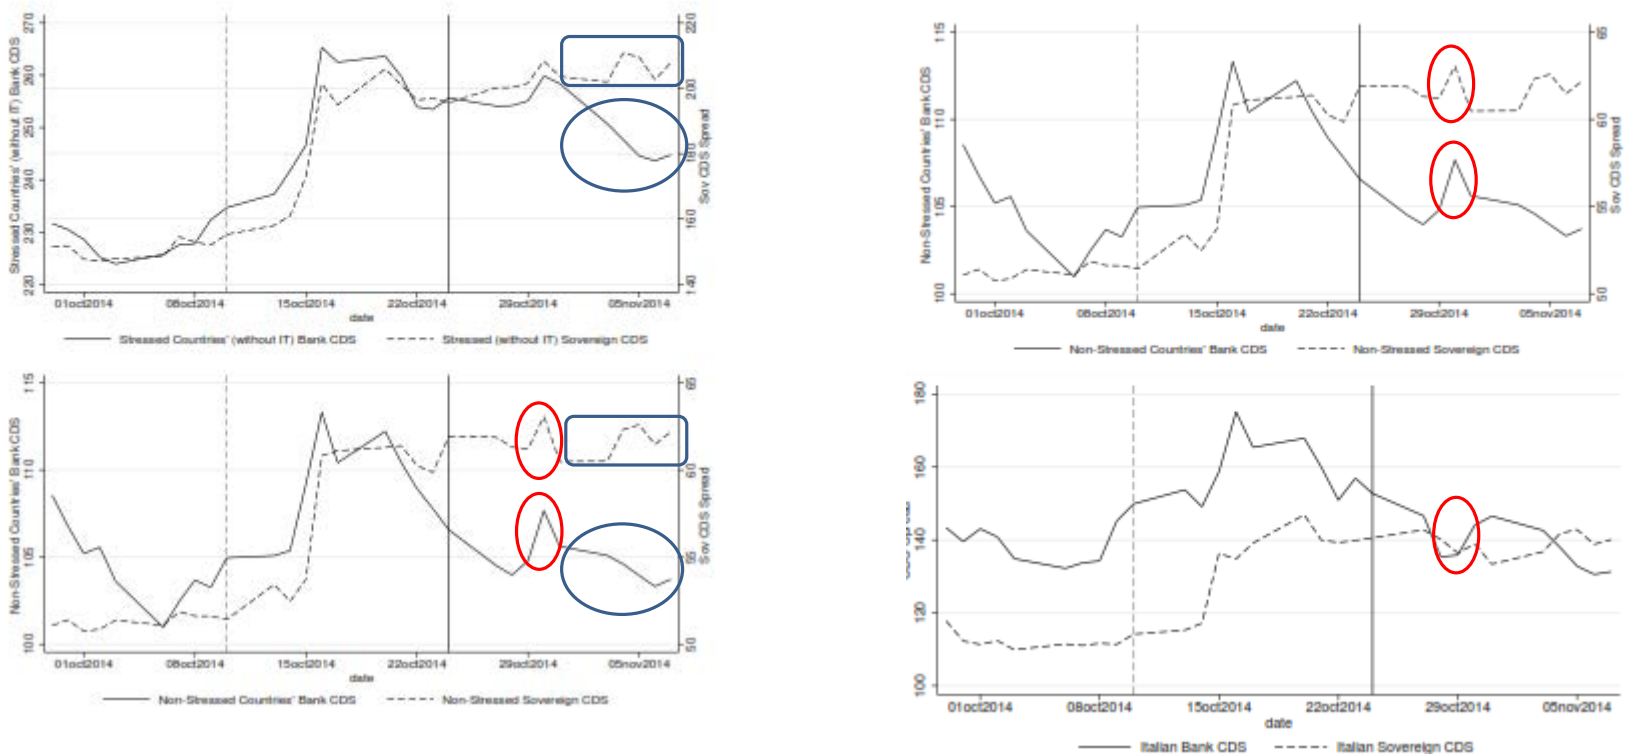 Stressed Countries' (without IT) Bank CDS
220 230 240 250 260 270
140 160 180 200 220
Sov CDS Spread
01oct2014 08oct2014 15oct2014 22oct2014 29oct2014 05nov2014
date
Stressed Countries' (without IT) Bank CDS Stressed (without IT) Sovereign CDS
Non-Stressed Countries' Bank CDS
100 105 110 115
50 55 60 65
Sov CDS Spread
01oct2014 08oct2014 15oct2014 22oct2014 29oct2014 05nov2014
date
Non-Stressed Countries' Bank CDS Non-Stressed Sovereign CDS
Non-Stressed Countries' Bank CDS
100 105 110 115
50 55 60 65
Sov CDS Spread
01oct2014 08oct2014 15oct2014 22oct2014 29oct2014 05nov2014
date
Non-Stressed Countries' Bank CDS Non-Stressed Sovereign CDS
100 120 140 160 180
01oct2014 08oct2014 15oct2014 22oct2014 29oct2014 05nov2014
date
Italian Bank CDS Italian Sovereign CDS